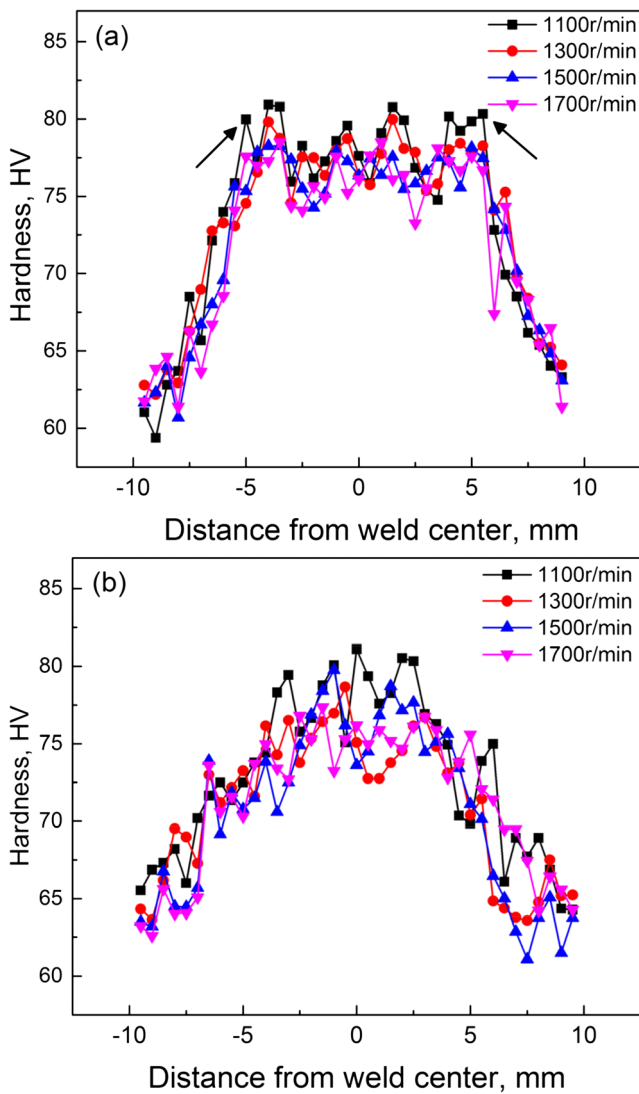 (a)
1100r/min
1300r/min
1500r/min
1700r/min
85
80
75
70
65
60
Hardness, HV
-10
-5
0
5
10
Distance from weld center, mm
(b)
1100r/min
1300r/min
1500r/min
1700r/min
85
80
75
70
65
60
Hardness, HV
-10
-5
0
5
10
Distance from weld center, mm